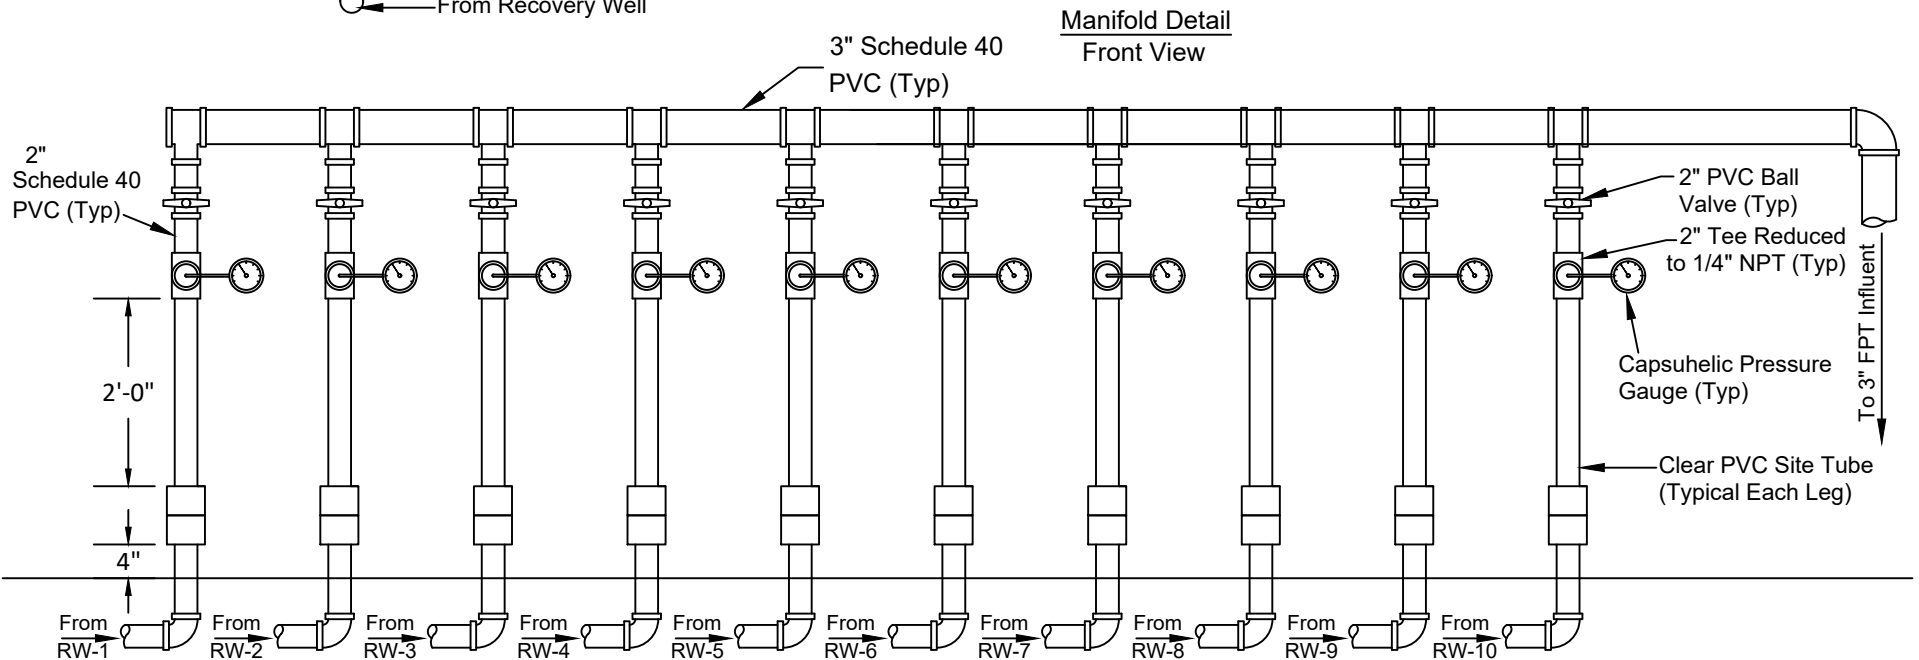 From Recovery Well
Manifold Detail
Front View
3" Schedule 40
PVC (Typ)
2"
Schedule 40
PVC (Typ)
2" PVC Ball
Valve (Typ)
2" Tee Reduced
to 1/4" NPT (Typ)
To 3" FPT Influent
Capsuhelic Pressure
Gauge (Typ)
2'-0"
Clear PVC Site Tube
(Typical Each Leg)
4"
From
RW-1
From
RW-2
From
RW-3
From
RW-4
From
RW-5
From
RW-6
From
RW-7
From
RW-8
From
RW-9
From
RW-10